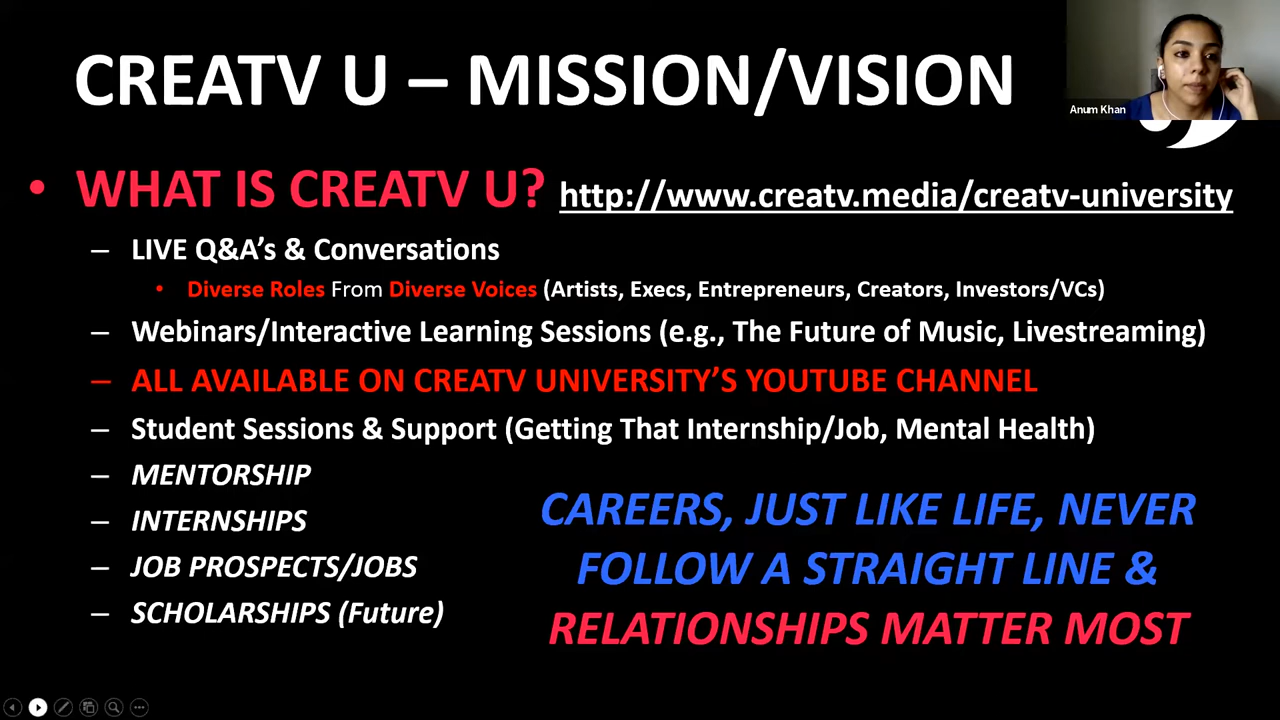 CREATV U – MISSION/VISION
Anum Khan
• WHAT IS CREATV U? http://www.creatv.media/creatv-university
– LIVE Q&A’s & Conversations
• Diverse Roles From Diverse Voices (Artists, Execs, Entrepreneurs, Creators, Investors/VCs)
– Webinars/Interactive Learning Sessions (e.g., The Future of Music, Livestreaming)
– ALL AVAILABLE ON CREATV UNIVERSITY’S YOUTUBE CHANNEL
– Student Sessions & Support (Getting That Internship/Job, Mental Health)
– MENTORSHIP
– INTERNSHIPS
– JOB PROSPECTS/JOBS
– SCHOLARSHIPS (Future)
CAREERS, JUST LIKE LIFE, NEVER
FOLLOW A STRAIGHT LINE &
RELATIONSHIPS MATTER MOST